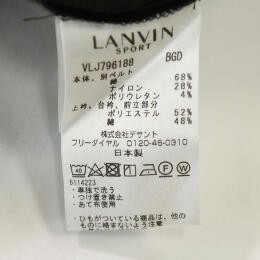 LANVIN
SPORT
VLJ796188 BGD
本体、別ベルト
綿 68%
ナイロン 28%
ポリウレタン 4%
上衿、台衿、前立部分
ポリエステル 52%
綿 48%
株式会社デサント
フリーダイヤル 0120-46-0310
日本製
40
6114223
・単独で洗う
・つけ置き禁止
・あて布使用
・ひもがついている商品は、他の
ものに絡まないように